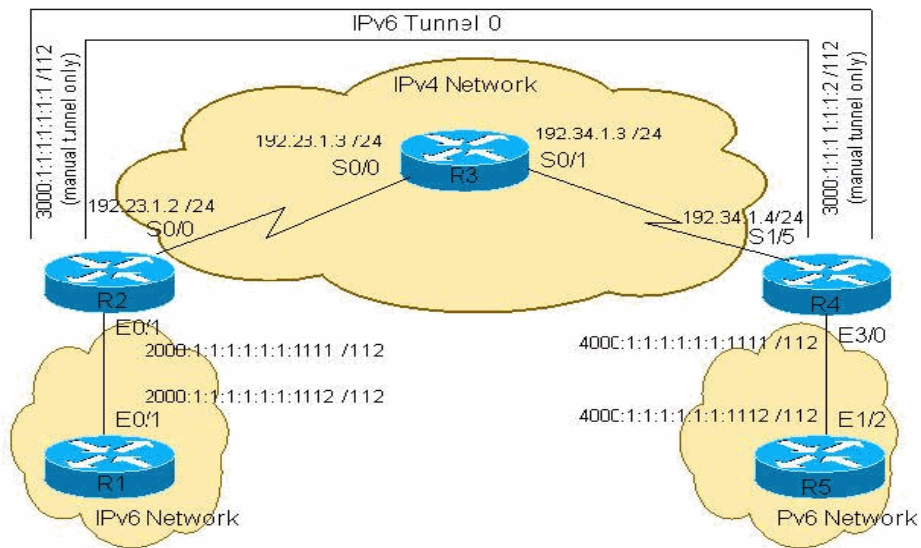 IPv6 Tunnel 0
3000:1:1:1:1:1:1:1 /112
(manual tunnel only)
3000:1:1:1:1:1:1:2 /112
(manual tunnel only)
IPv4 Network
192.23.1.3 /24
S0/0
192.34.1.3 /24
S0/1
R3
192.23.1.2 /24
S0/0
192.34.1.4/24
S1/5
R2
R4
E0/1
2000:1:1:1:1:1:1:1111 /112
4000:1:1:1:1:1:1:1111 /112
E3/0
2000:1:1:1:1:1:1:1112 /112
E0/1
4000:1:1:1:1:1:1:1112 /112
E1/2
R1
R5
IPv6 Network
Pv6 Network